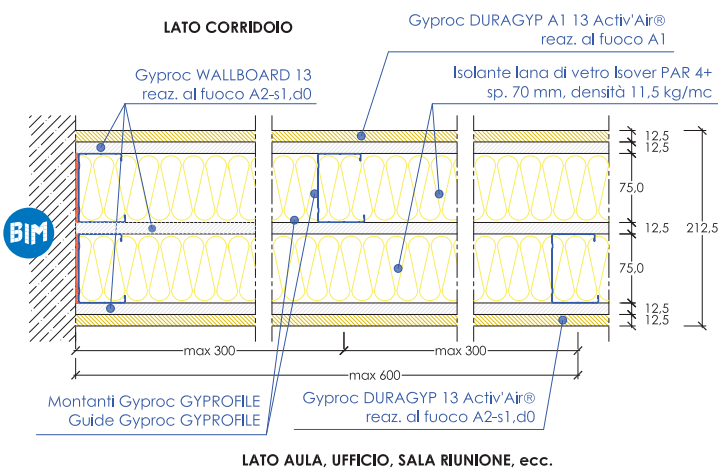 LATO CORRIDOIO
Gyproc DURAGYP A1 13 Activ'Air®
reaz. al fuoco A1
Gyproc WALLBOARD 13
reaz. al fuoco A2-s1,d0
Isolante lana di vetro Isover PAR 4+
sp. 70 mm, densità 11,5 kg/mc
12,5
12,5
75,0
12,5
212,5
75,0
12,5
12,5
BIM
max 300
max 300
max 600
Montanti Gyproc GYPROFILE
Guide Gyproc GYPROFILE
Gyproc DURAGYP 13 Activ'Air®
reaz. al fuoco A2-s1,d0
LATO AULA, UFFICIO, SALA RIUNIONE, ecc.